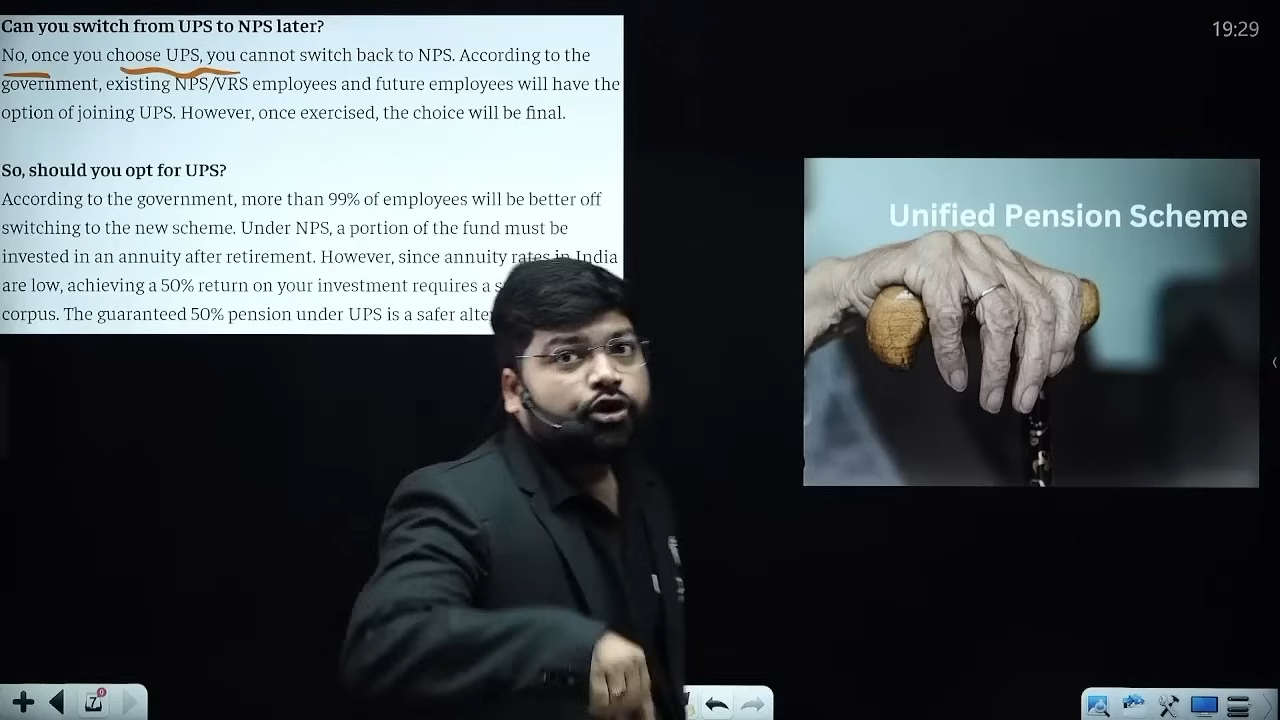 Can you switch from UPS to NPS later?
No, once you choose UPS, you cannot switch back to NPS. According to the
government, existing NPS/VRS employees and future employees will have the
option of joining UPS. However, once exercised, the choice will be final.
So, should you opt for UPS?
According to the government, more than 99% of employees will be better off
switching to the new scheme. Under NPS, a portion of the fund must be
invested in an annuity after retirement. However, since annuity rates in India
are low, achieving a 50% return on your investment requires a
corpus. The guaranteed 50% pension under UPS is a safer
19:29
Unified Pension Scheme
7
0